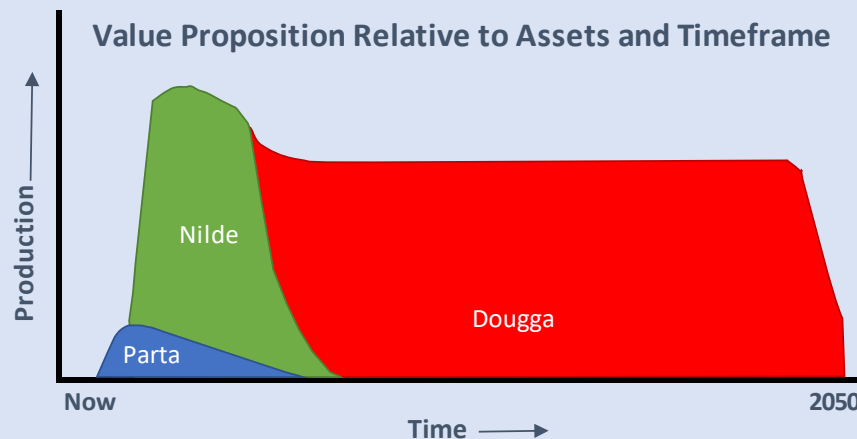 Value Proposition Relative to Assets and Timeframe
Production
Nilde
Dougga
Parta
Now
2050
Time